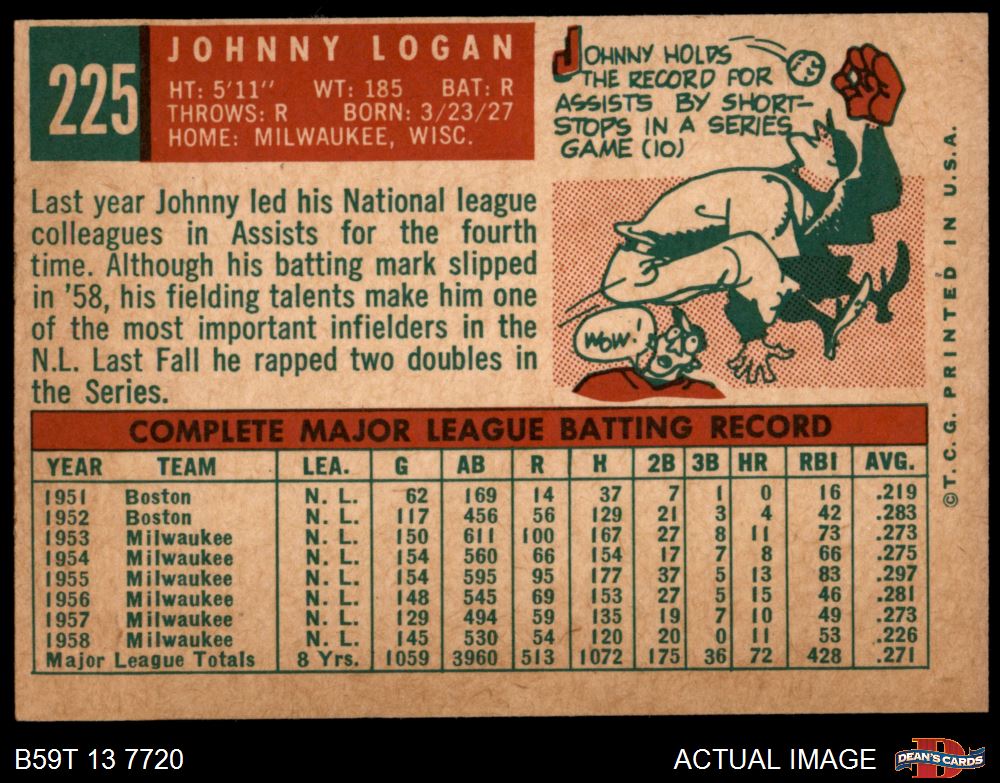 225
JOHNNY LOGAN
HT: 5'11" WT: 185 BAT: R
THROWS: R BORN: 3/23/27
HOME: MILWAUKEE, WISC.
JOHNNY HOLDS
THE RECORD FOR
ASSISTS BY SHORT-
STOPS IN A SERIES
GAME (10)
WOW!
Last year Johnny led his National league
colleagues in Assists for the fourth
time. Although his batting mark slipped
in '58, his fielding talents make him one
of the most important infielders in the
N.L. Last Fall he rapped two doubles in
the Series.
COMPLETE MAJOR LEAGUE BATTING RECORD
YEAR TEAM LEA. G AB R H 2B 3B HR RBI AVG.
1951 Boston N. L. 62 169 14 37 7 1 0 16 .219
1952 Boston N. L. 117 456 56 129 21 3 4 42 .283
1953 Milwaukee N. L. 150 611 100 167 27 8 11 73 .273
1954 Milwaukee N. L. 154 560 66 154 17 7 8 66 .275
1955 Milwaukee N. L. 154 595 95 177 37 5 13 83 .297
1956 Milwaukee N. L. 148 545 69 153 27 5 15 46 .281
1957 Milwaukee N. L. 129 494 59 135 19 7 10 49 .273
1958 Milwaukee N. L. 145 530 54 120 20 0 11 53 .226
Major League Totals 8 Yrs. 1059 3960 513 1072 175 36 72 428 .271
©T.C.G. PRINTED IN U.S.A.
B59T 13 7720
ACTUAL IMAGE
D
DEAN'S CARDS